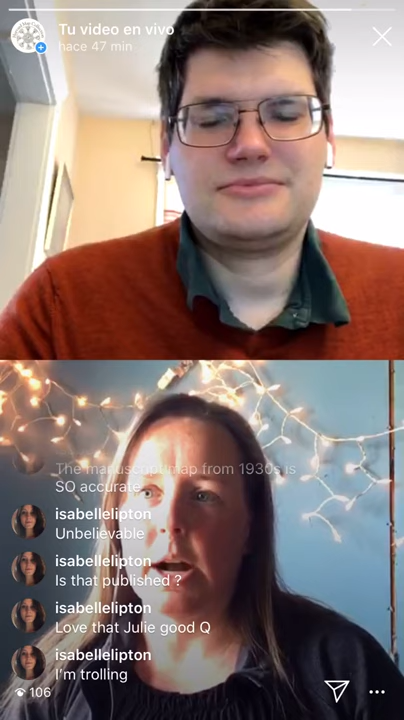 Tu video en vivo
hace 47 min
The manuscript map from 1930s is
SO accurate
isabellelipton
Unbelievable
isabellelipton
Is that published ?
isabellelipton
Love that Julie good Q
isabellelipton
I'm trolling
106